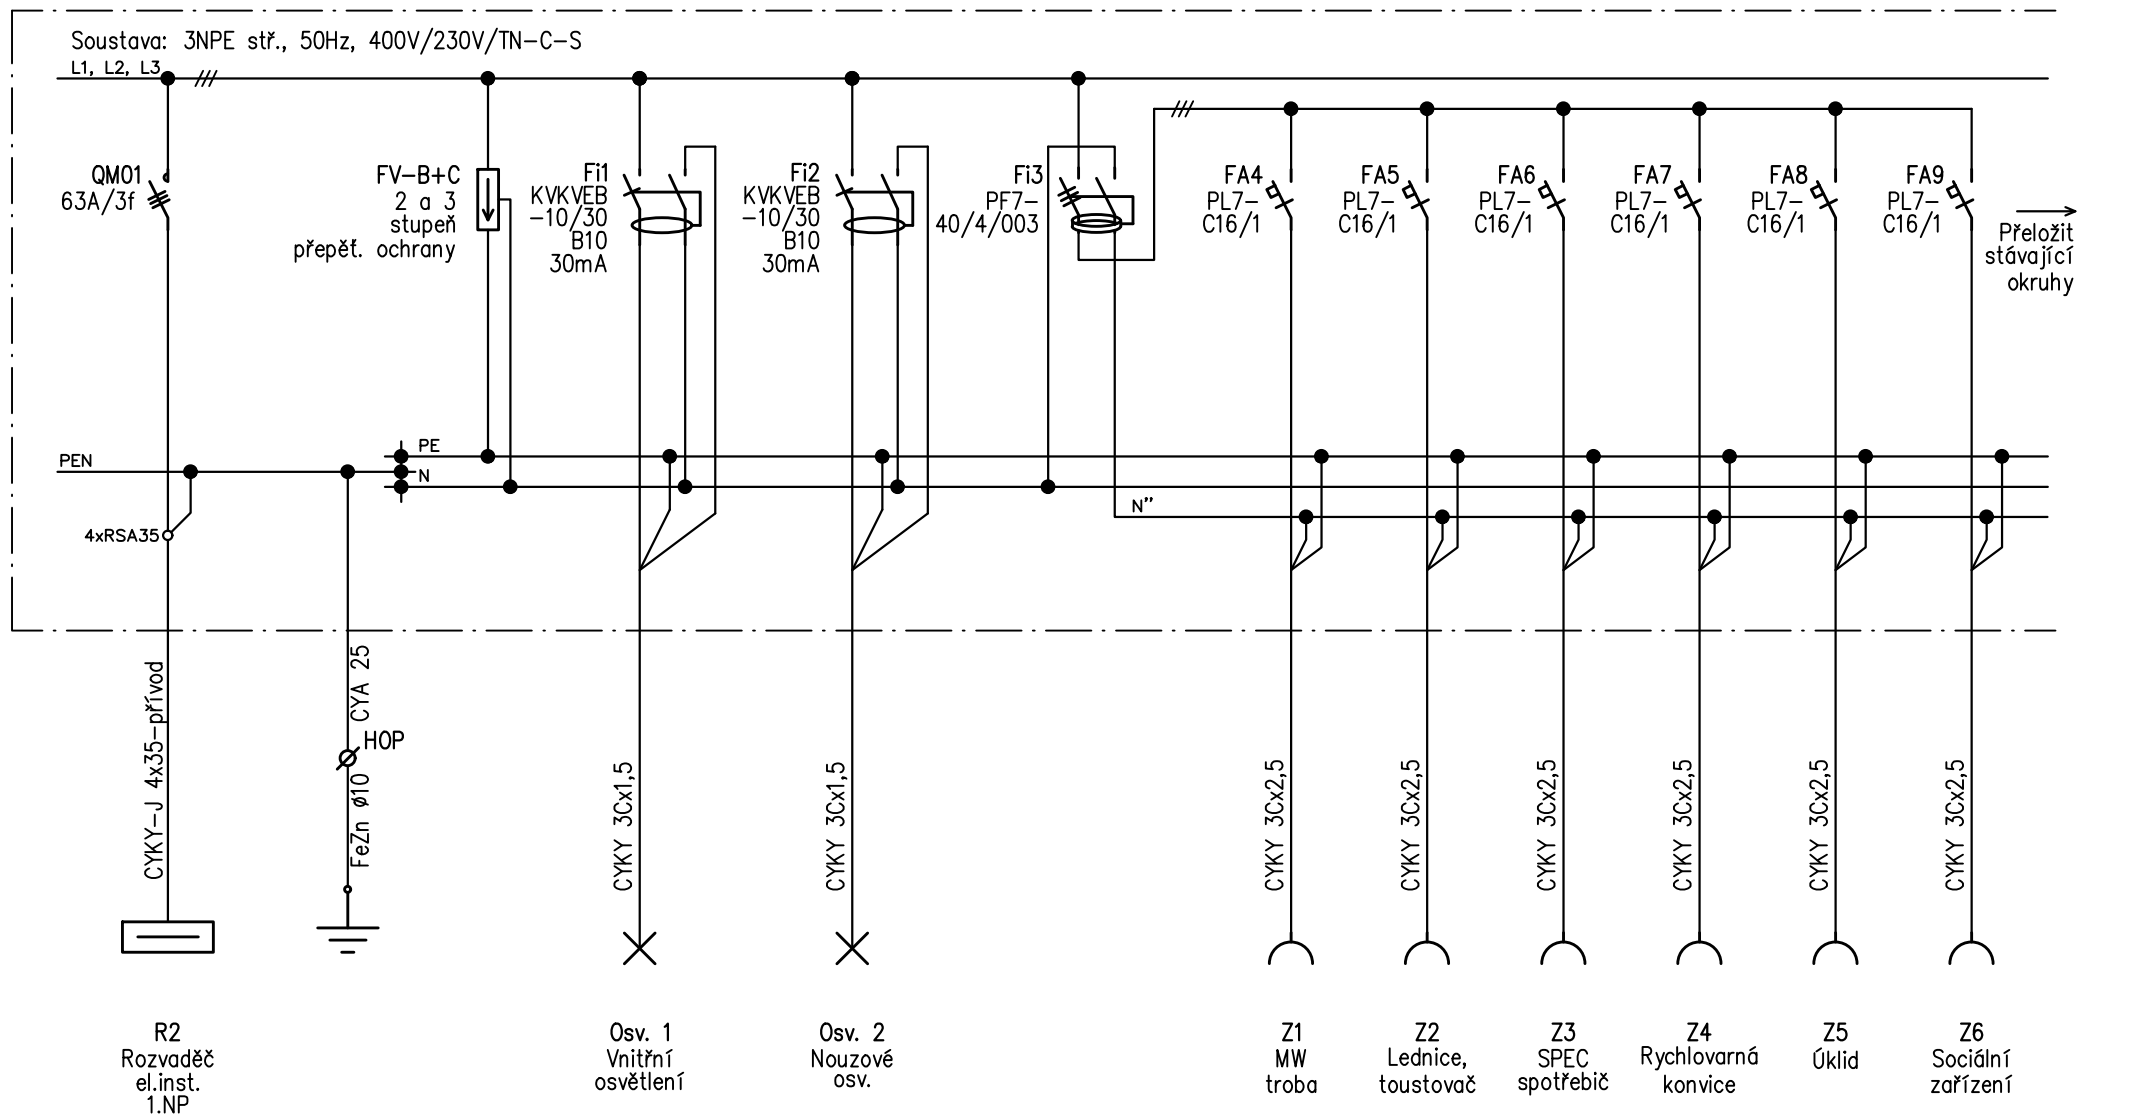 Soustava: 3NPE stř., 50Hz, 400V/230V/TN-C-S
L1, L2, L3
QM01
63A/3f
FV-B+C
2 a 3
stupeň
přepěť. ochrany
Fi1
KVKVEB
-10/30
B10
30mA
Fi2
KVKVEB
-10/30
B10
30mA
Fi3
PF7-
40/4/003
FA4
PL7-
C16/1
FA5
PL7-
C16/1
FA6
PL7-
C16/1
FA7
PL7-
C16/1
FA8
PL7-
C16/1
FA9
PL7-
C16/1
Přeložit
stávající
okruhy
PEN
PE
N
N"
4xRSA35
CYKY-J 4x35-přívod
CYA 25
HOP
FeZn ø10
CYKY 3Cx1,5
CYKY 3Cx1,5
CYKY 3Cx2,5
CYKY 3Cx2,5
CYKY 3Cx2,5
CYKY 3Cx2,5
CYKY 3Cx2,5
CYKY 3Cx2,5
R2
Rozvaděč
el.inst.
1.NP
Osv. 1
Vnitřní
osvětlení
Osv. 2
Nouzové
osv.
Z1
MW
troba
Z2
Lednice,
toustovač
Z3
SPEC
spotřebič
Z4
Rychlovarná
konvice
Z5
Úklid
Z6
Sociální
zařízení